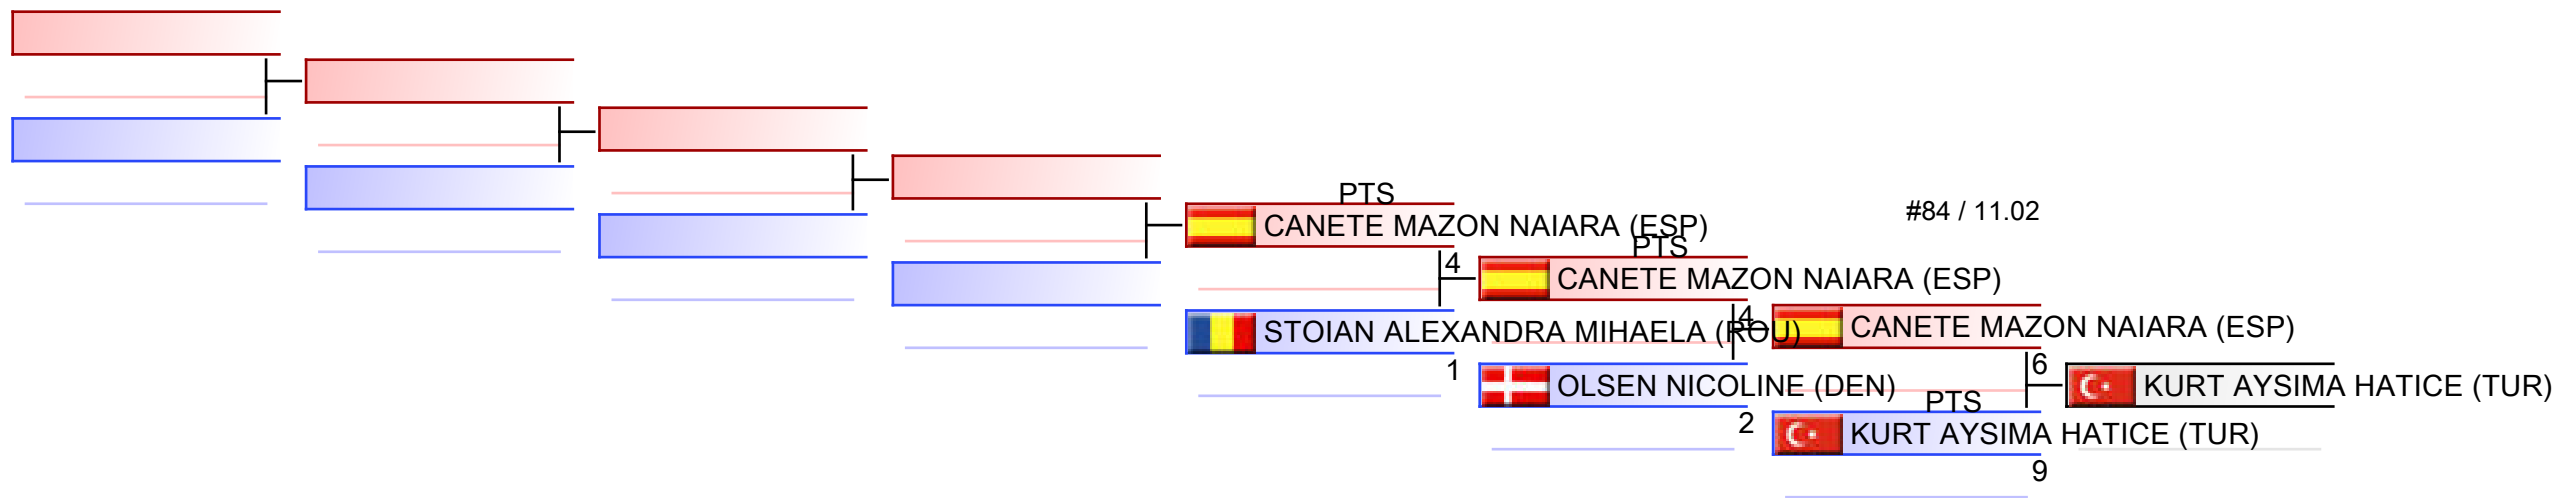 PTS
CANETE MAZON NAIARA (ESP)
4
STOIAN ALEXANDRA MIHAELA (ROU)
1
PTS
CANETE MAZON NAIARA (ESP)
4
OLSEN NICOLINE (DEN)
2
#84 / 11.02
CANETE MAZON NAIARA (ESP)
6
PTS
KURT AYSIMA HATICE (TUR)
9
KURT AYSIMA HATICE (TUR)